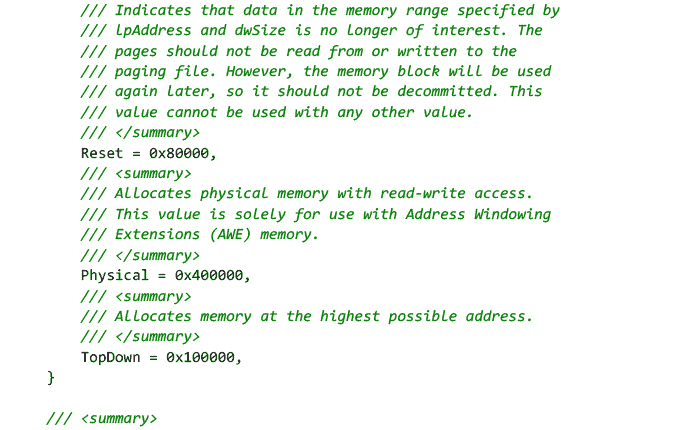 /// Indicates that data in the memory range specified by
/// lpAddress and dwSize is no longer of interest. The
/// pages should not be read from or written to the
/// paging file. However, the memory block will be used
/// again later, so it should not be decommitted. This
/// value cannot be used with any other value.
/// </summary>
Reset = 0x80000,
/// <summary>
/// Allocates physical memory with read-write access.
/// This value is solely for use with Address Windowing
/// Extensions (AWE) memory.
/// </summary>
Physical = 0x400000,
/// <summary>
/// Allocates memory at the highest possible address.
/// </summary>
TopDown = 0x100000,
}
/// <summary>